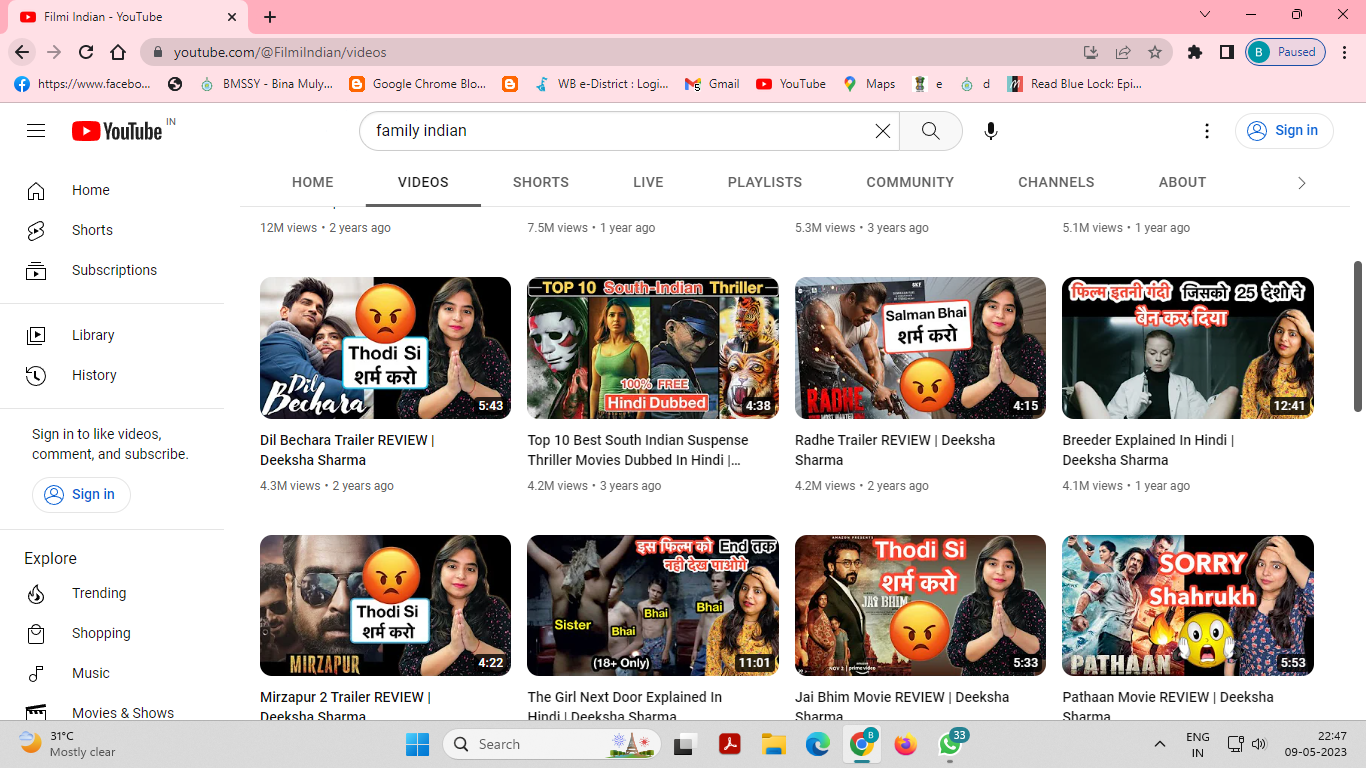 Filmi Indian - YouTube
youtube.com/@FilmiIndian/videos
B Paused
https://www.facebo...
BMSSY - Bina Muly...
Google Chrome Blo...
WB e-District : Logi...
Gmail
YouTube
Maps
e
d
Read Blue Lock: Epi...
YouTube IN
family indian
Sign in
HOME
VIDEOS
SHORTS
LIVE
PLAYLISTS
COMMUNITY
CHANNELS
ABOUT
Home
Shorts
Subscriptions
Library
History
Sign in to like videos,
comment, and subscribe.
Sign in
Explore
Trending
Shopping
Music
Movies & Shows
12M views • 2 years ago
7.5M views • 1 year ago
5.3M views • 3 years ago
5.1M views • 1 year ago
Thodi Si
शर्म करो
Dil
Bechara
5:43
Dil Bechara Trailer REVIEW |
Deeksha Sharma
4.3M views • 2 years ago
TOP 10 South-Indian Thriller
100% FREE
Hindi Dubbed
4:38
Top 10 Best South Indian Suspense
Thriller Movies Dubbed In Hindi |...
4.2M views • 3 years ago
Salman Bhai
शर्म करो
RADHE
4:15
Radhe Trailer REVIEW | Deeksha
Sharma
4.2M views • 2 years ago
फिल्म इतनी गंदी जिसको 25 देशो ने
बैन कर दिया
12:41
Breeder Explained In Hindi |
Deeksha Sharma
4.1M views • 1 year ago
Thodi Si
शर्म करो
MIRZAPUR
4:22
Mirzapur 2 Trailer REVIEW |
Deeksha Sharma
इस फिल्म को End तक
नही देख पाओगे
Sister
Bhai
Bhai
Bhai
(18+ Only)
11:01
The Girl Next Door Explained In
Hindi | Deeksha Sharma
AMAZON PRESENTS
Thodi Si
शर्म करो
JAI BHIM
NOV 2
prime video
5:33
Jai Bhim Movie REVIEW | Deeksha
Sharma
SORRY
Shahrukh
PATHAAN
5:53
Pathaan Movie REVIEW | Deeksha
Sharma
31°C
Mostly clear
Search
B
33
ENG
IN
22:47
09-05-2023